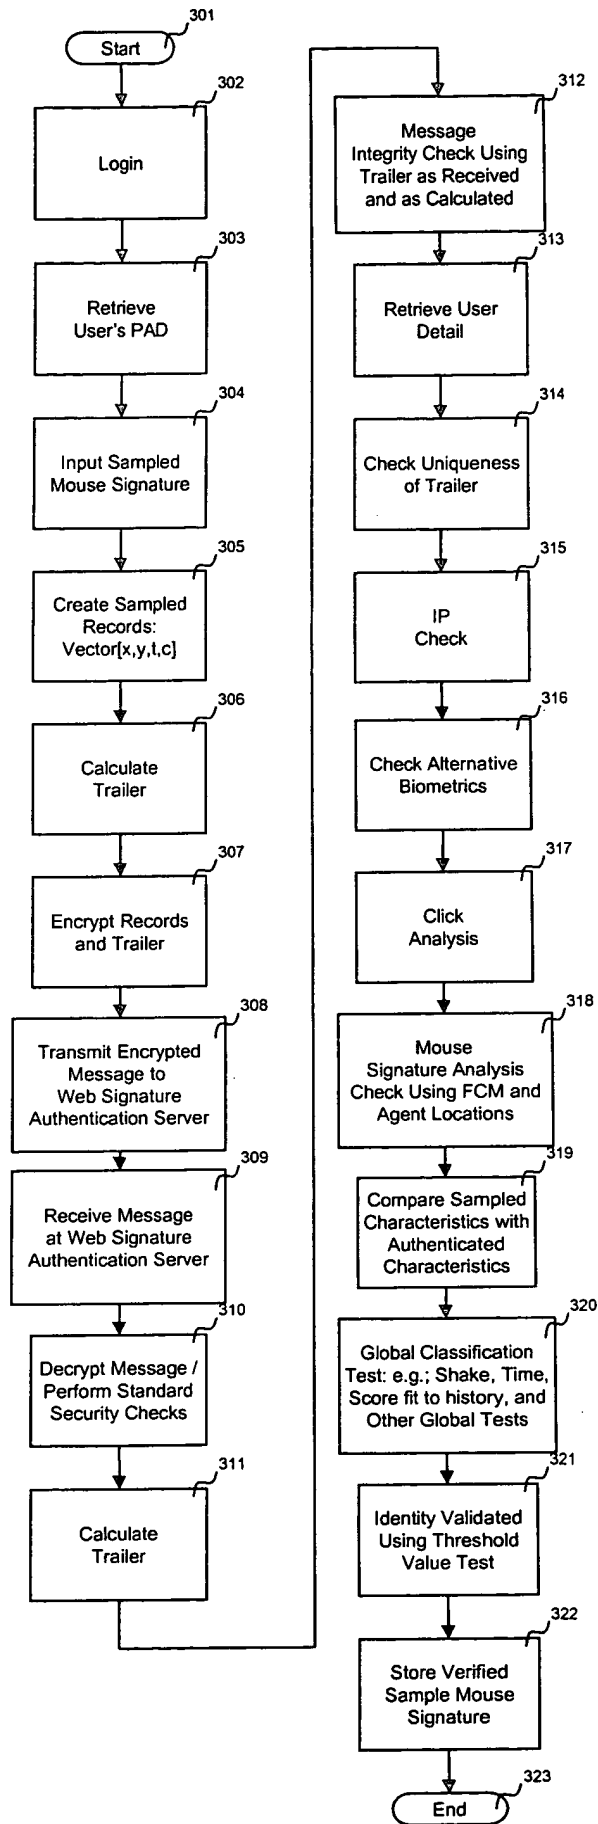 301
Start
302
Login
303
Retrieve
User's PAD
304
Input Sampled
Mouse Signature
305
Create Sampled
Records:
Vector[x,y,t,c]
306
Calculate
Trailer
307
Encrypt Records
and Trailer
308
Transmit Encrypted
Message to
Web Signature
Authentication Server
309
Receive Message
at Web Signature
Authentication Server
310
Decrypt Message /
Perform Standard
Security Checks
311
Calculate
Trailer
312
Message
Integrity Check Using
Trailer as Received
and as Calculated
313
Retrieve User
Detail
314
Check Uniqueness
of Trailer
315
IP
Check
316
Check Alternative
Biometrics
317
Click
Analysis
318
Mouse
Signature Analysis
Check Using FCM and
Agent Locations
319
Compare Sampled
Characteristics with
Authenticated
Characteristics
320
Global Classification
Test: e.g.; Shake, Time,
Score fit to history, and
Other Global Tests
321
Identity Validated
Using Threshold
Value Test
322
Store Verified
Sample Mouse
Signature
323
End